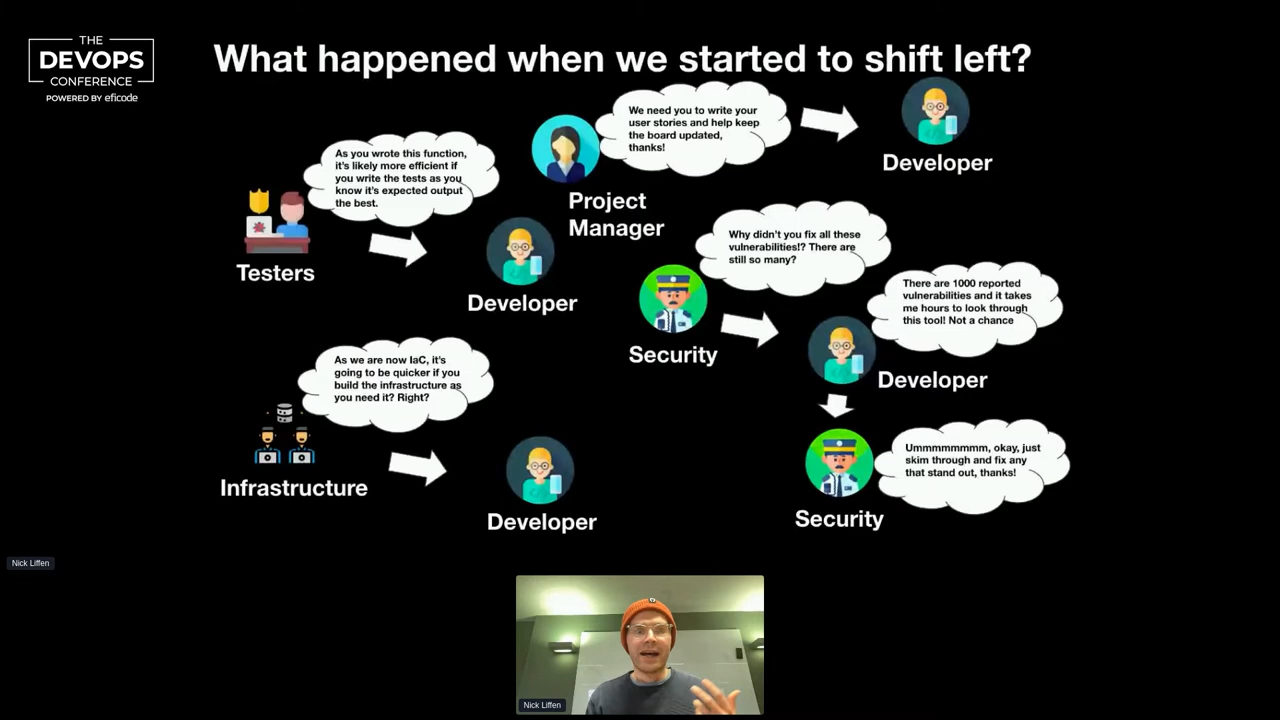 THE
DEVOPS
CONFERENCE
POWERED BY eficode
What happened when we started to shift left?
We need you to write your
user stories and help keep
the board updated,
thanks!
Developer
As you wrote this function,
it's likely more efficient if
you write the tests as you
know it's expected output
the best.
Project
Manager
Testers
Developer
Why didn't you fix all these
vulnerabilities!? There are
still so many?
Security
There are 1000 reported
vulnerabilities and it takes
me hours to look through
this tool! Not a chance
Developer
As we are now IaC, it's
going to be quicker if you
build the infrastructure as
you need it? Right?
Infrastructure
Developer
Ummmmmmmm, okay, just
skim through and fix any
that stand out, thanks!
Security
Nick Liffen
Nick Liffen